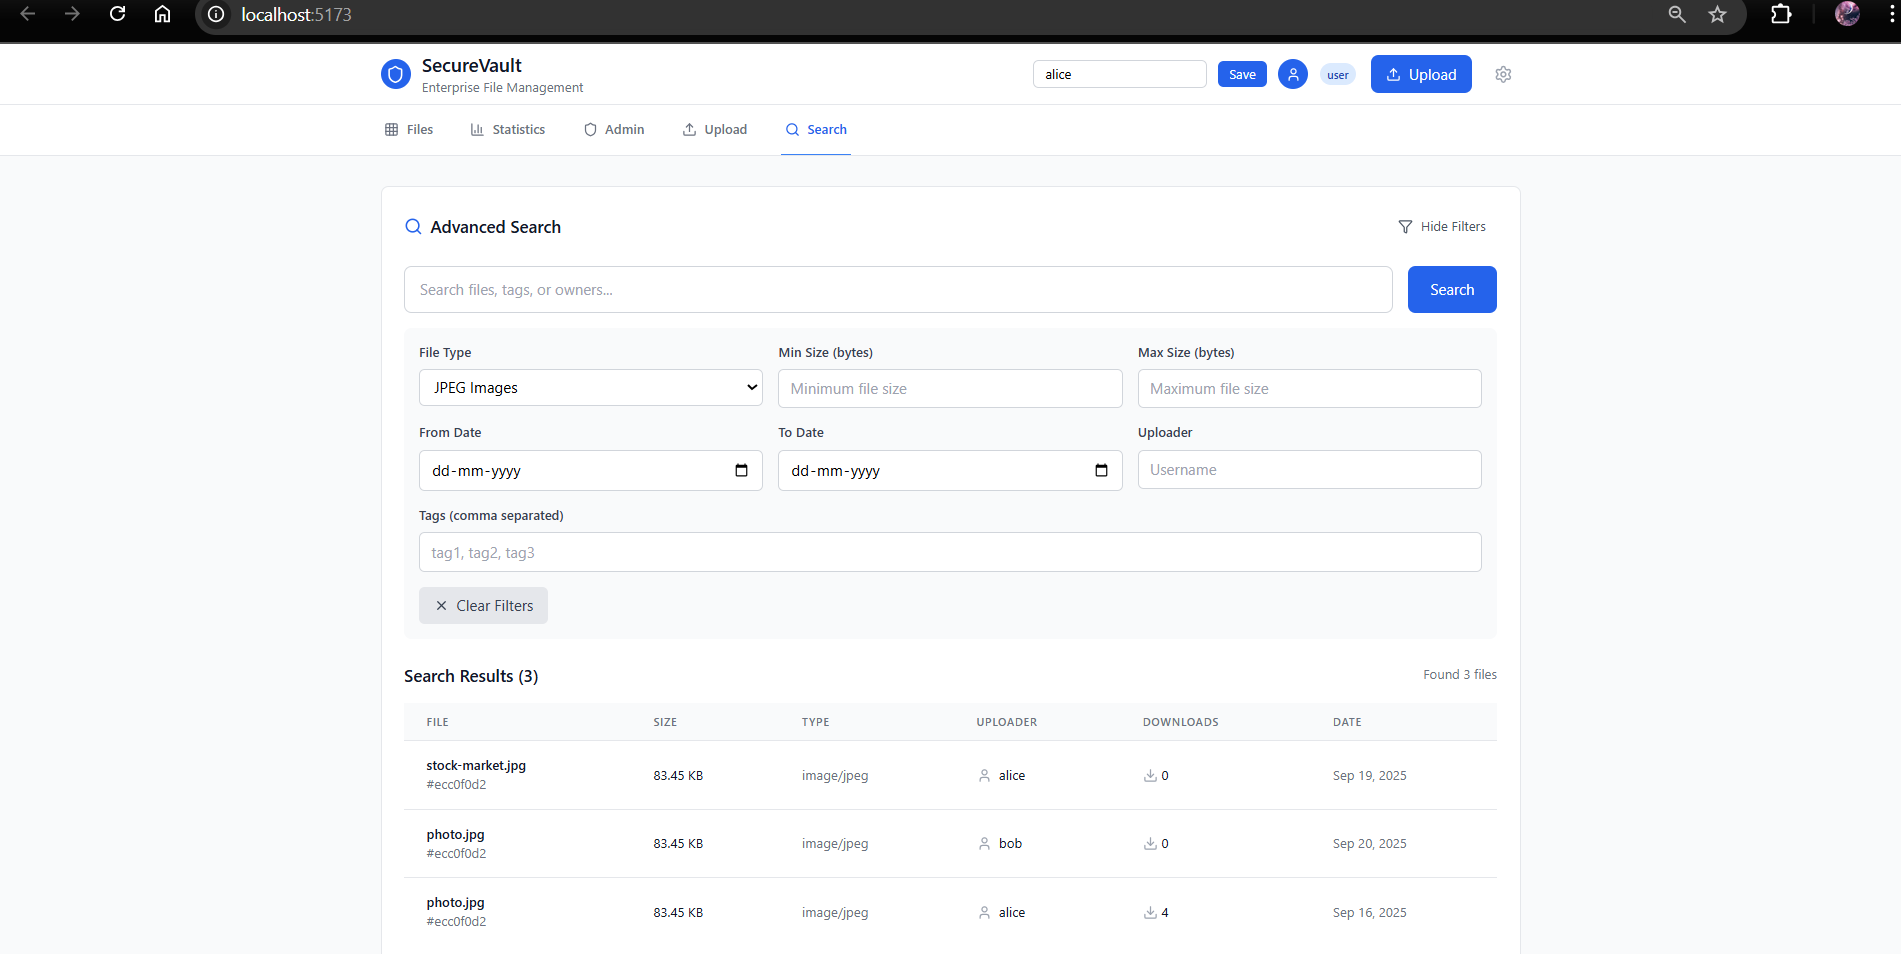 localhost:5173
SecureVault
Enterprise File Management
alice
Save
user
Upload
Files
Statistics
Admin
Upload
Search
Advanced Search
Hide Filters
Search files, tags, or owners...
Search
File Type
Min Size (bytes)
Max Size (bytes)
JPEG Images
Minimum file size
Maximum file size
From Date
To Date
Uploader
dd-mm-yyyy
dd-mm-yyyy
Username
Tags (comma separated)
tag1, tag2, tag3
Clear Filters
Search Results (3)
Found 3 files
FILE SIZE TYPE UPLOADER DOWNLOADS DATE
stock-market.jpg
#ecc0f0d2
83.45 KB image/jpeg alice 0 Sep 19, 2025
photo.jpg
#ecc0f0d2
83.45 KB image/jpeg bob 0 Sep 20, 2025
photo.jpg
#ecc0f0d2
83.45 KB image/jpeg alice 4 Sep 16, 2025